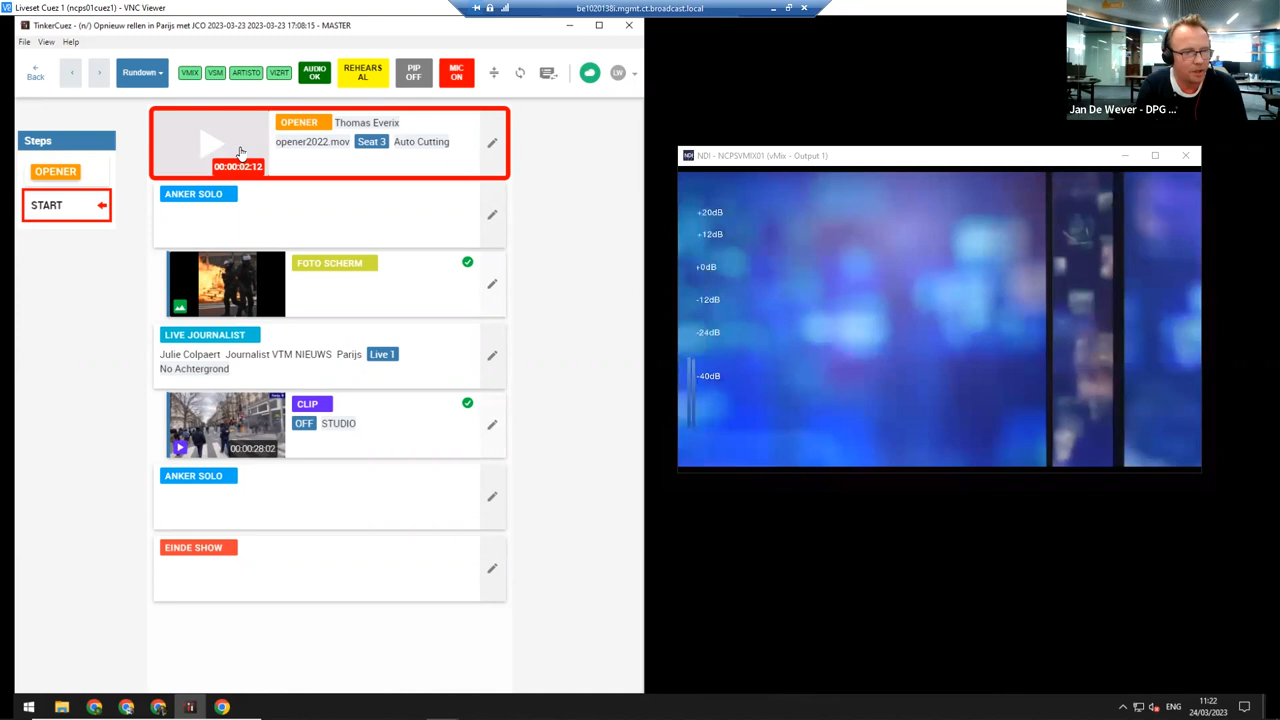 Liveset Cuez 1 (ncps01cuez1) - VNC Viewer
be1020138i.mgmt.ct.broadcast.local
TinkerCuez - (n/) Opnieuw rellen in Parijs met JCO 2023-03-23 2023-03-23 17:08:15 - MASTER
File View Help
Back
Rundown
VMIX VSM ARTISTO VIZRT
AUDIO OK
REHEARSAL
PIP OFF
MIC ON
LW
Steps
OPENER
START
00:00:02:12
OPENER Thomas Everix
opener2022.mov Seat 3 Auto Cutting
ANKER SOLO
FOTO SCHERM
LIVE JOURNALIST
Julie Colpaert Journalist VTM NIEUWS Parijs Live 1
No Achtergrond
CLIP
OFF STUDIO
00:00:28:02
ANKER SOLO
EINDE SHOW
Jan De Wever - DPG ...
NDI - NCPSVMIX01 (vMix - Output 1)
+20dB
+12dB
+0dB
-12dB
-24dB
-40dB
ENG
11:22
24/03/2023